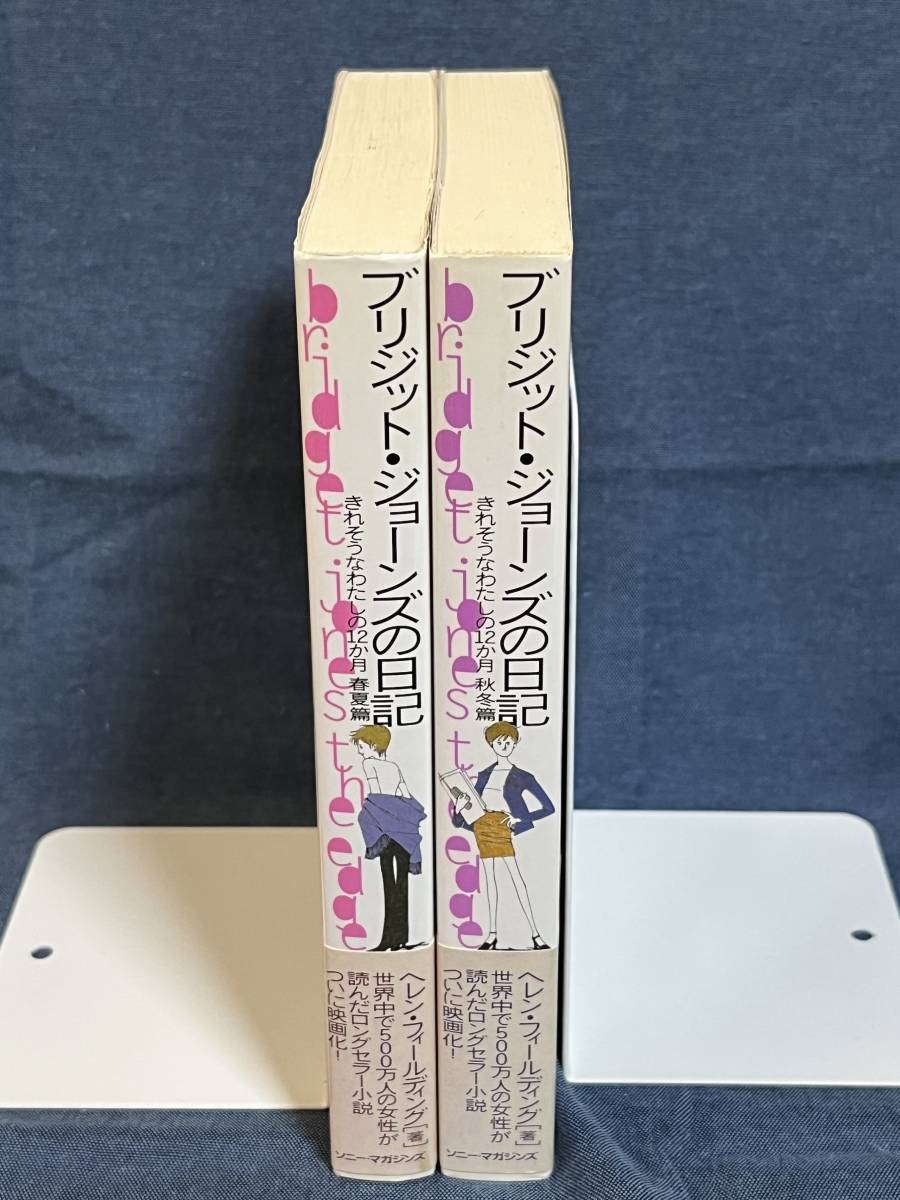 bridget jones the edge
ブリジット・ジョーンズの日記
きれそうなわたしの12か月 春夏篇
ヘレン・フィールディング[著]
世界中で500万人の女性が
読んだロングセラー小説
ついに映画化!
ソニー・マガジンズ
bridget jones the edge
ブリジット・ジョーンズの日記
きれそうなわたしの12か月 秋冬篇
ヘレン・フィールディング[著]
世界中で500万人の女性が
読んだロングセラー小説
ついに映画化!
ソニー・マガジンズ